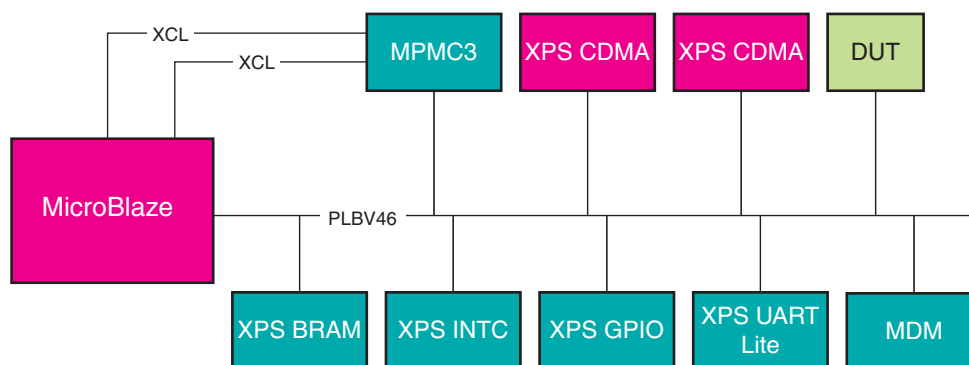 XCL
MPMC3
XPS CDMA
XPS CDMA
DUT
XCL
MicroBlaze
PLBV46
XPS BRAM
XPS INTC
XPS GPIO
XPS UART
Lite
MDM